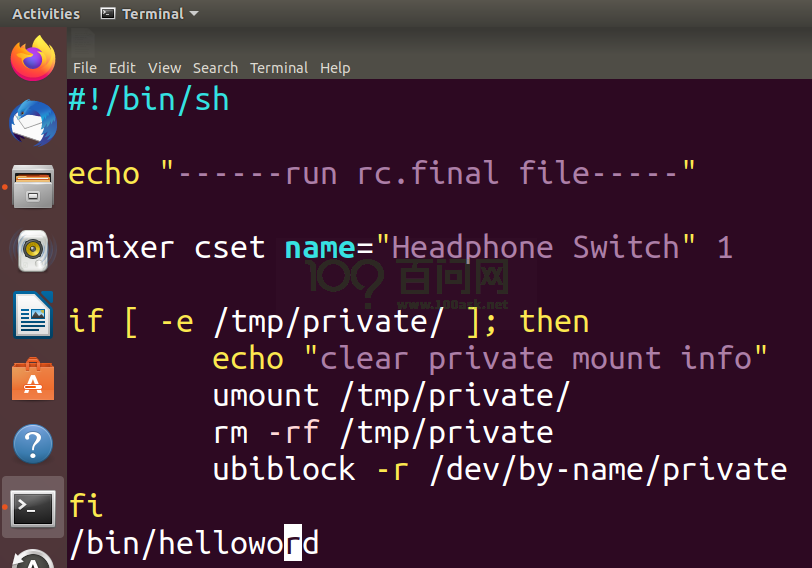 Activities Terminal
File Edit View Search Terminal Help
#!/bin/sh
echo "------run rc.final file-----"
amixer cset name="Headphone Switch" 1
100? 百问网
www.100ask.net
if [ -e /tmp/private/ ]; then
echo "clear private mount info"
umount /tmp/private/
rm -rf /tmp/private
ubiblock -r /dev/by-name/private
fi
/bin/helloword